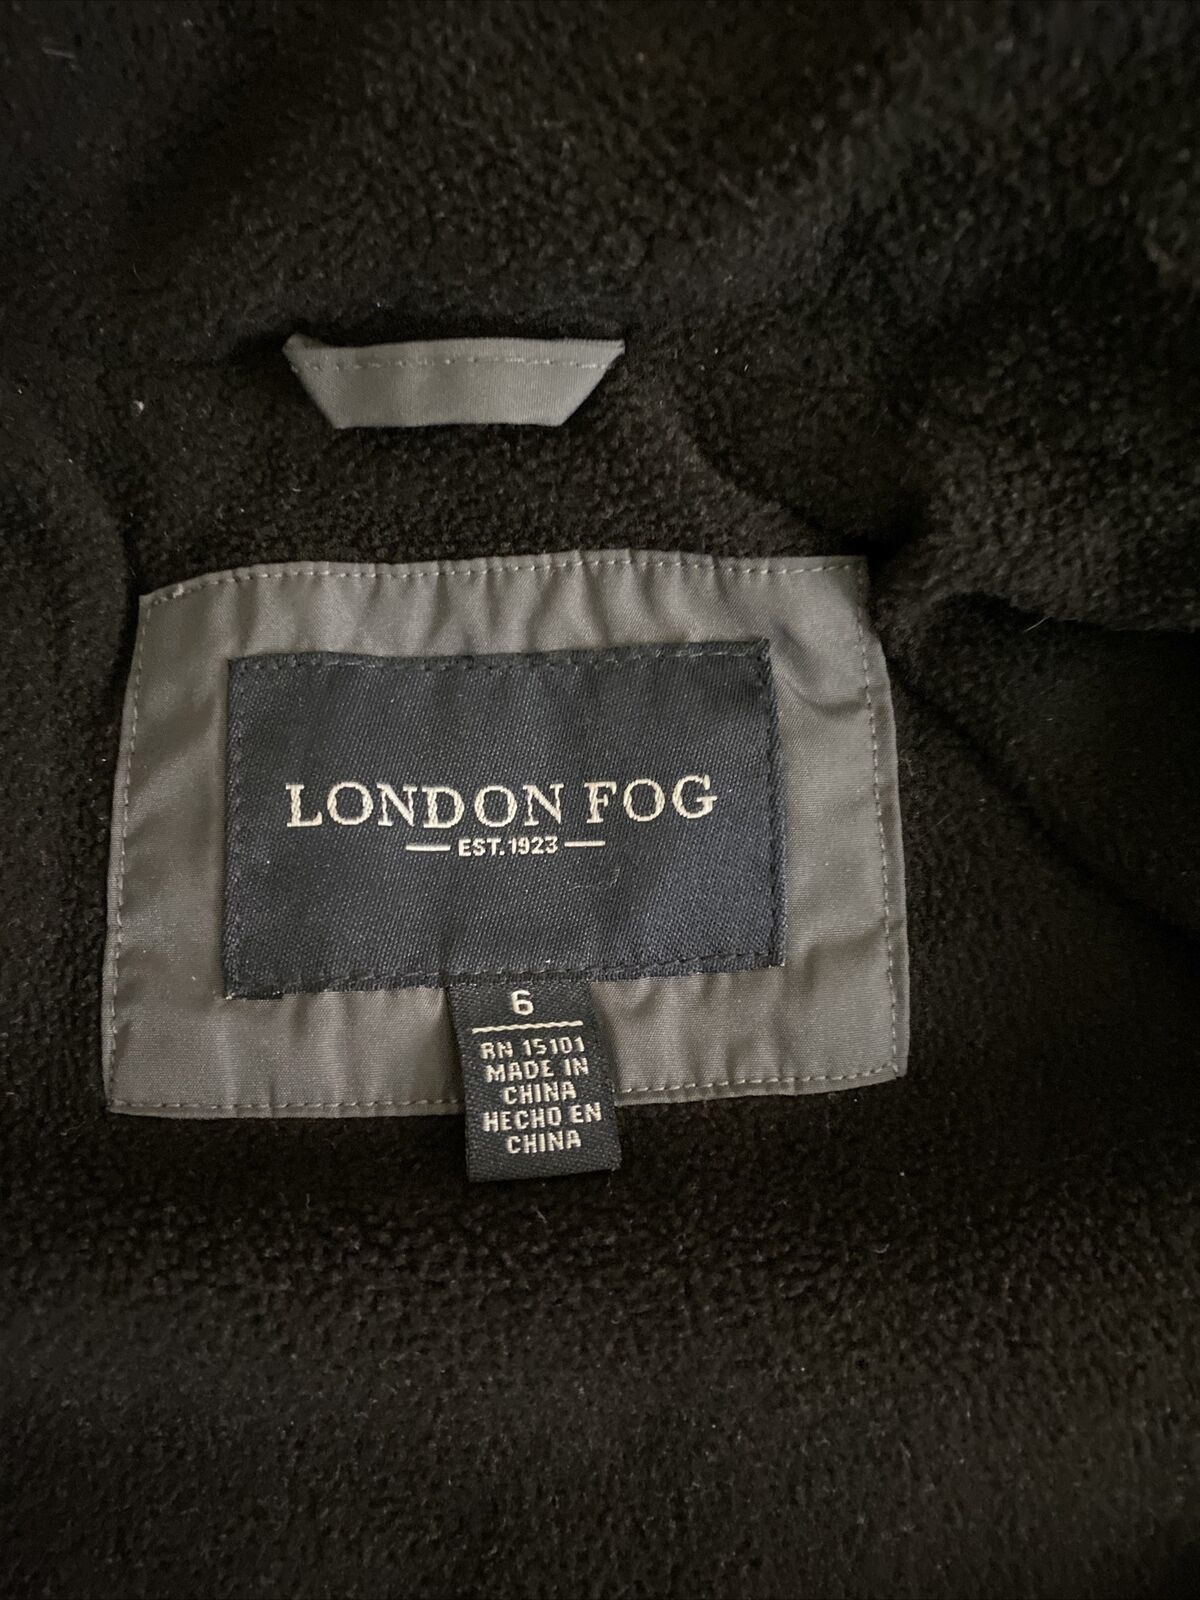 LONDON FOG
EST. 1923
6
RN 15101
MADE IN
CHINA
HECHO EN
CHINA